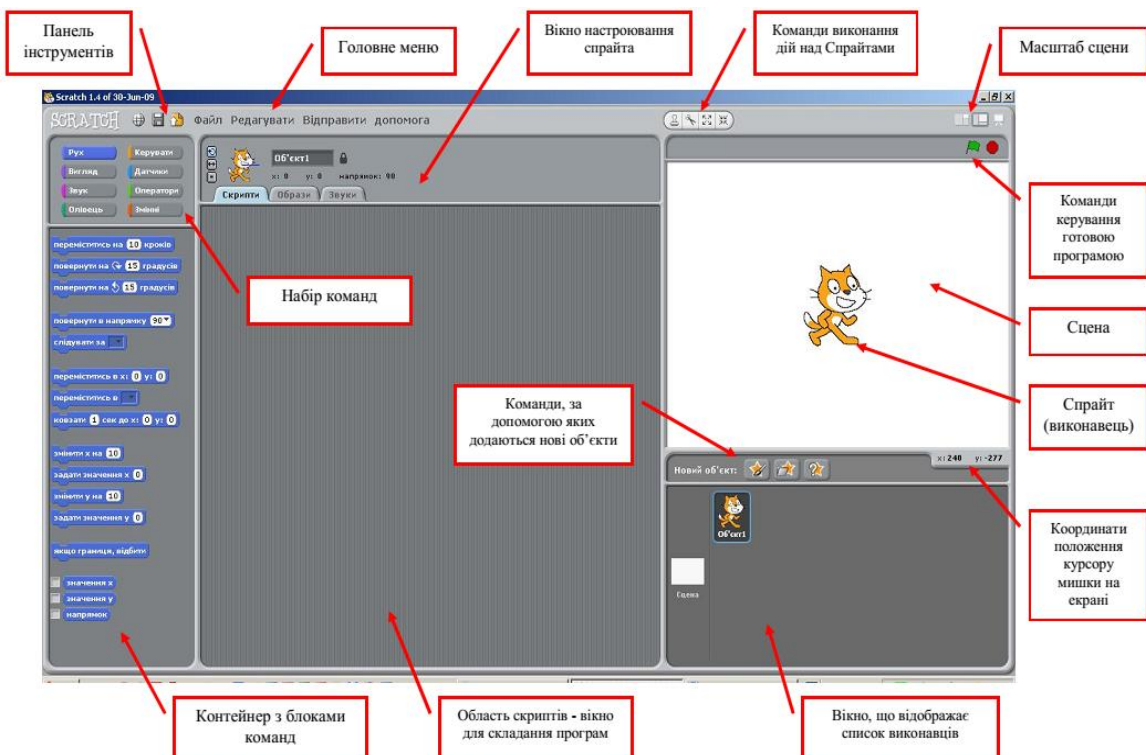 Панель
інструментів
Головне меню
Вікно настроювання
спрайта
Команди виконання
дій над Спрайтами
Масштаб сцени
Scratch 1.4 of 30-Jun-09
SCRATCH
Файл Редагувати Відправити допомога
Рух Керувати
Вигляд Датчики
Звук Оператори
Олівець Змінні
Об'єкт1
x: 0 y: 0 напрямок: 90
Скрипти Образи Звуки
Команди
керування
готовою
програмою
переміститись на 10 кроків
повернути на 15 градусів
повернути на 15 градусів
Набір команд
повернути в напрямку 90
слідувати за
Сцена
переміститись в x: 0 y: 0
переміститись в
ковзати 1 сек до x: 0 y: 0
Команди, за
допомогою яких
додаються нові об’єкти
Спрайт
(виконавець)
змінити x на 10
задати значення x 0
змінити y на 10
задати значення y 0
Новий об'єкт:
x: 240 y: -277
якщо границя, відбити
Об'єкт1
Сцена
Координати
положення
курсору
мишки на
екрані
значення x
значення y
напрямок
Контейнер з блоками
команд
Область скриптів - вікно
для складання програм
Вікно, що відображає
список виконавців